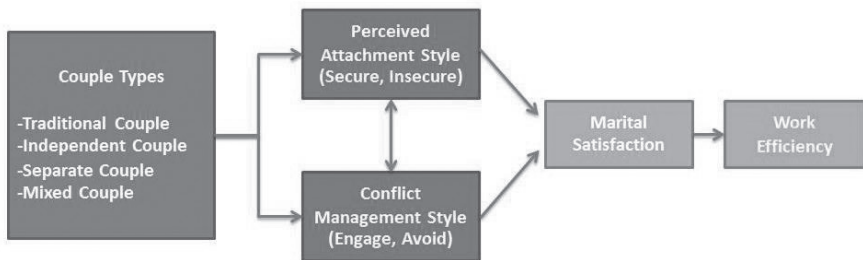 Couple Types
-Traditional Couple
-Independent Couple
-Separate Couple
-Mixed Couple
Perceived
Attachment Style
(Secure, Insecure)
Conflict
Management Style
(Engage, Avoid)
Marital
Satisfaction
Work
Efficiency